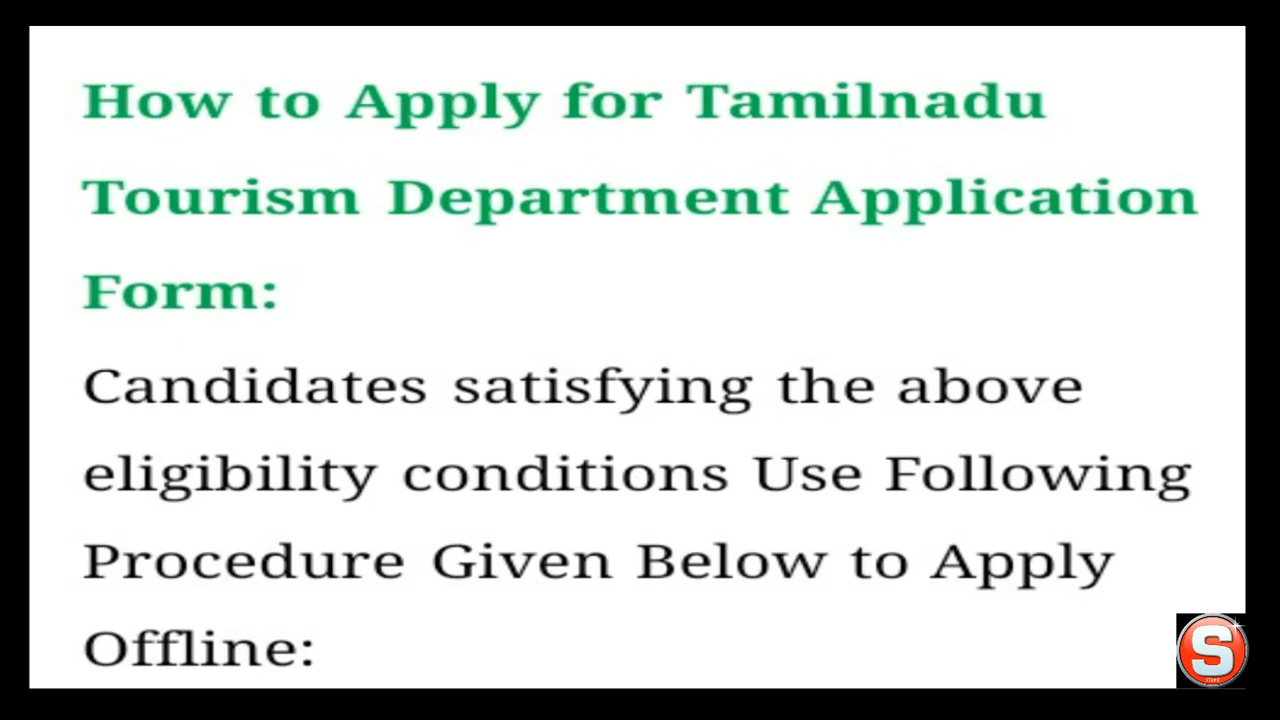 How to Apply for Tamilnadu
Tourism Department Application
Form:
Candidates satisfying the above
eligibility conditions Use Following
Procedure Given Below to Apply
Offline:
S